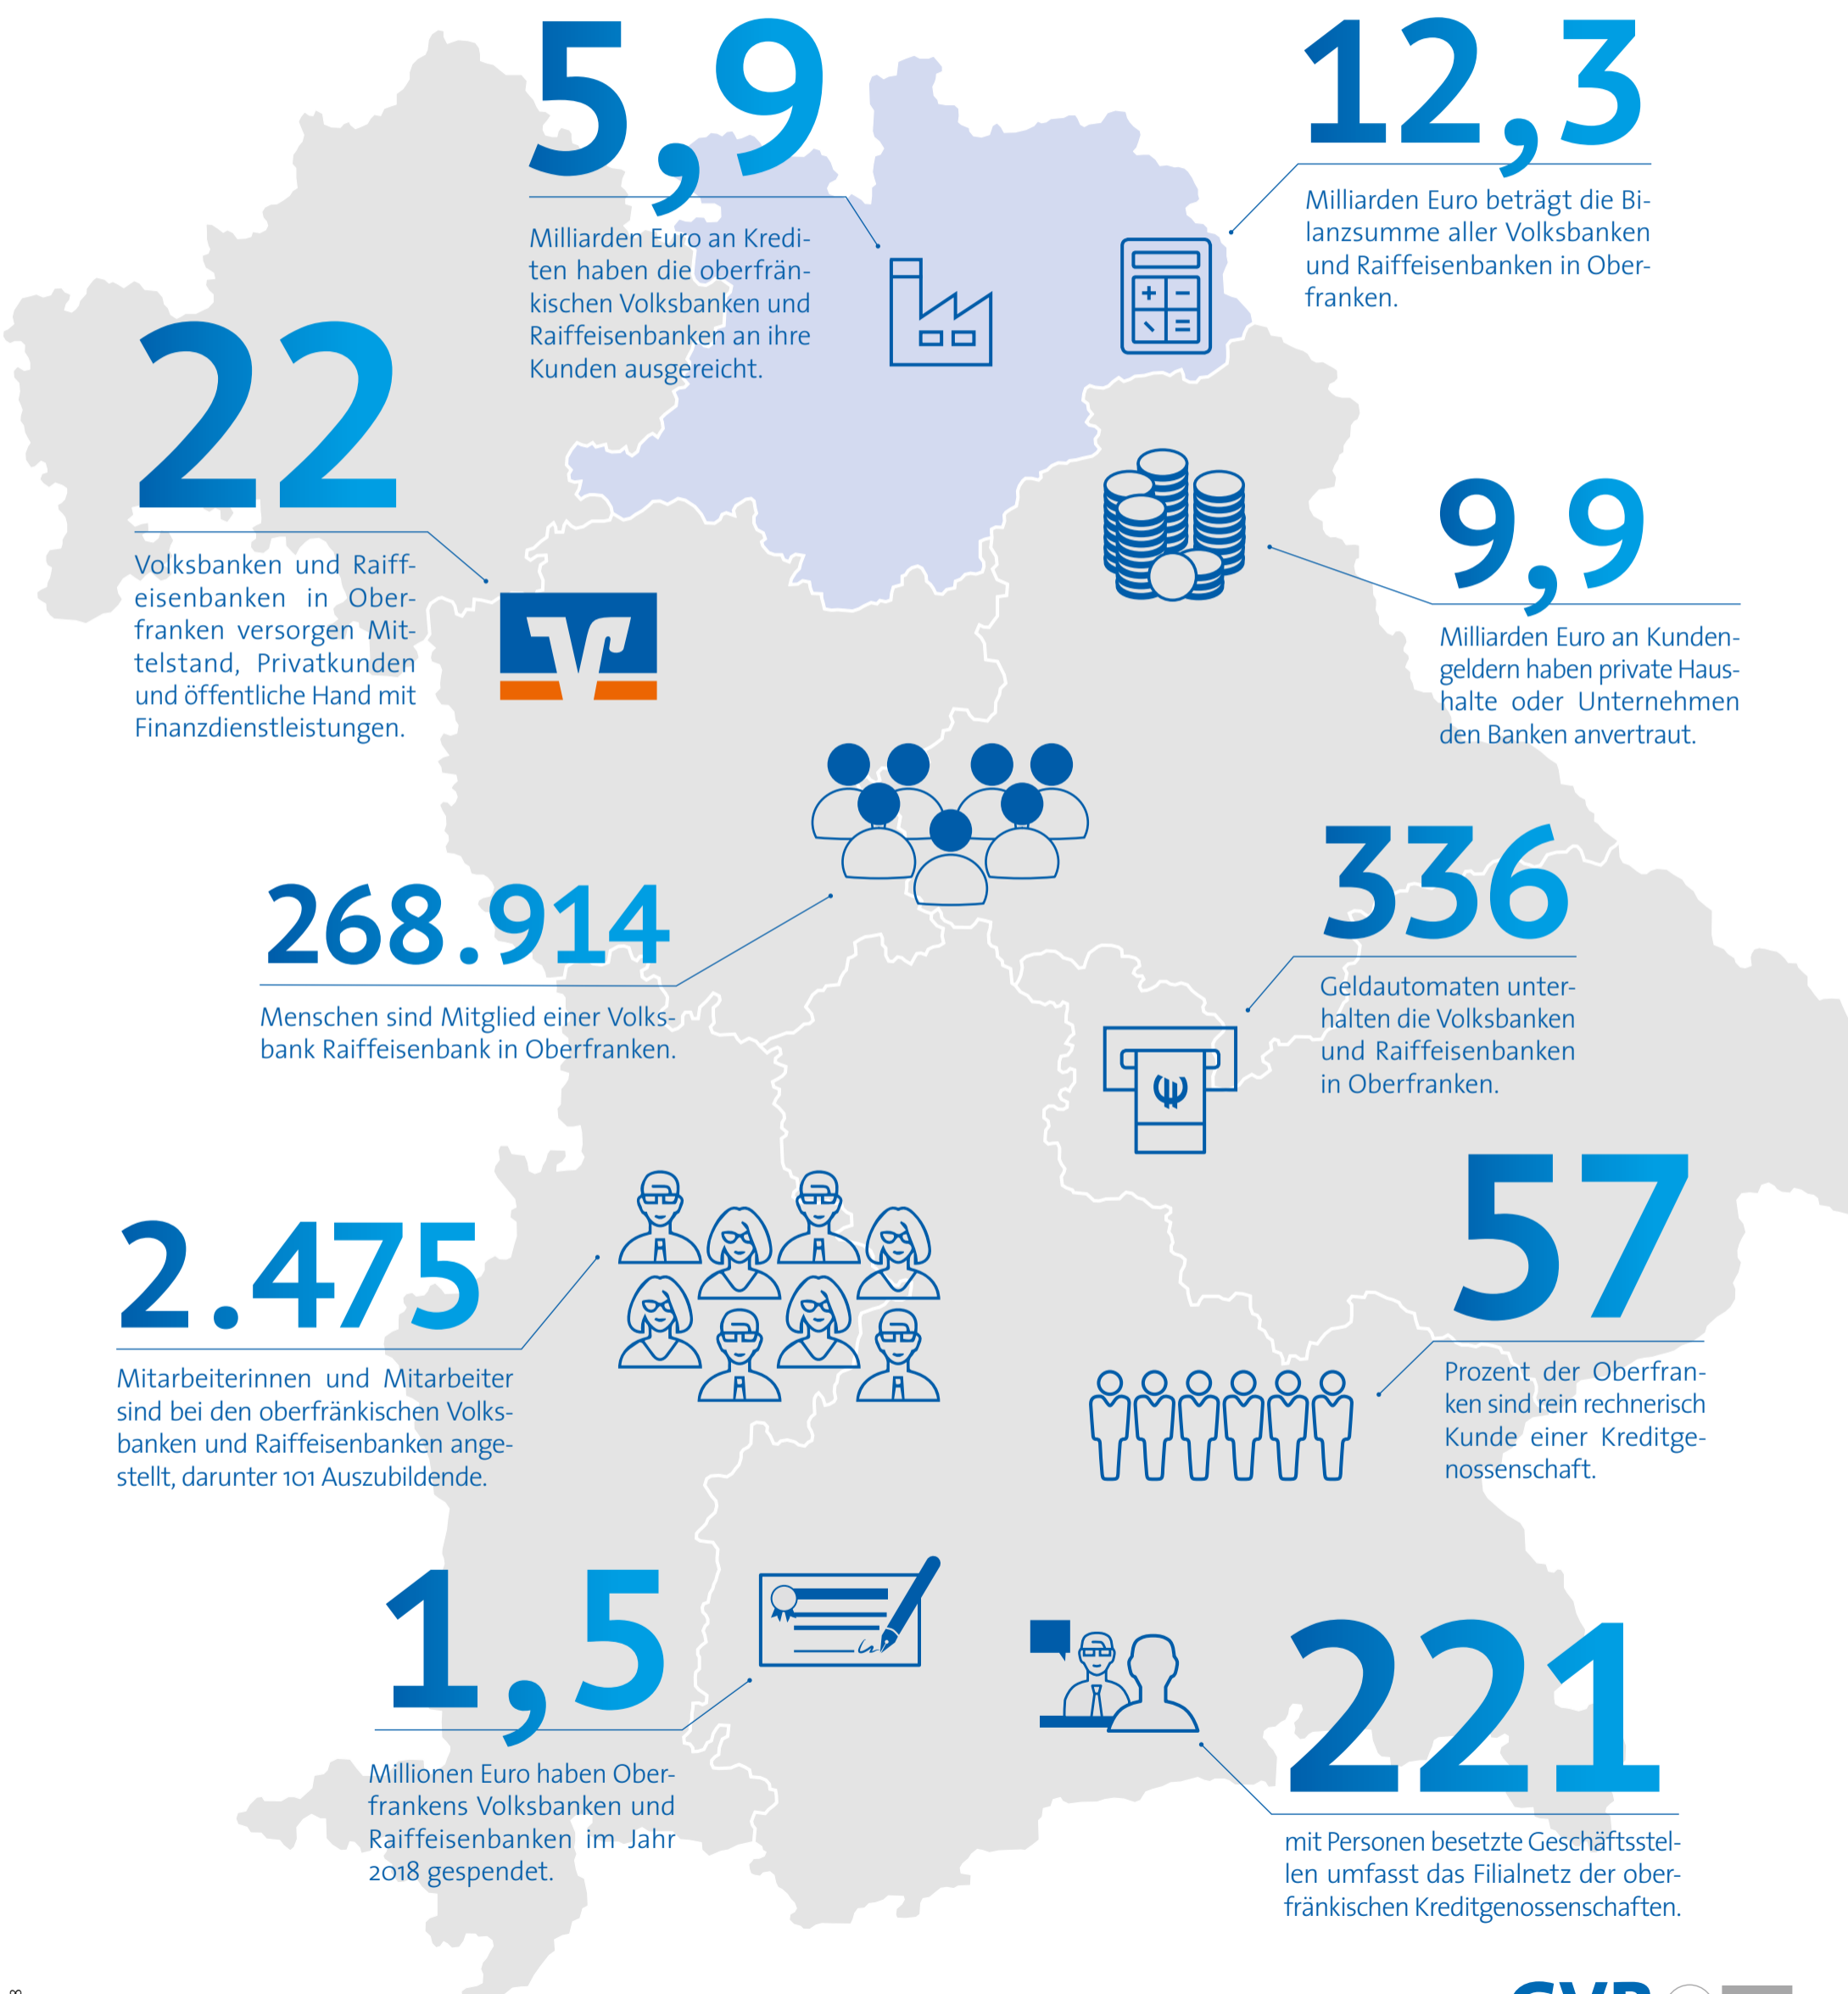 5,9
Milliarden Euro an Kredi-
ten haben die oberfrän-
kischen Volksbanken und
Raiffeisenbanken an ihre
Kunden ausgereicht.
12,3
Milliarden Euro beträgt die Bi-
lanzsumme aller Volksbanken
und Raiffeisenbanken in Ober-
franken.
22
Volksbanken und Raiff-
eisenbanken in Ober-
franken versorgen Mit-
telstand, Privatkunden
und öffentliche Hand mit
Finanzdienstleistungen.
9,9
Milliarden Euro an Kunden-
geldern haben private Haus-
halte oder Unternehmen
den Banken anvertraut.
268.914
Menschen sind Mitglied einer Volks-
bank Raiffeisenbank in Oberfranken.
336
Geldautomaten unter-
halten die Volksbanken
und Raiffeisenbanken
in Oberfranken.
2.475
Mitarbeiterinnen und Mitarbeiter
sind bei den oberfränkischen Volks-
banken und Raiffeisenbanken ange-
stellt, darunter 101 Auszubildende.
57
Prozent der Oberfran-
ken sind rein rechnerisch
Kunde einer Kreditge-
nossenschaft.
1,5
Millionen Euro haben Ober-
frankens Volksbanken und
Raiffeisenbanken im Jahr
2018 gespendet.
221
mit Personen besetzte Geschäftsstel-
len umfasst das Filialnetz der ober-
fränkischen Kreditgenossenschaften.